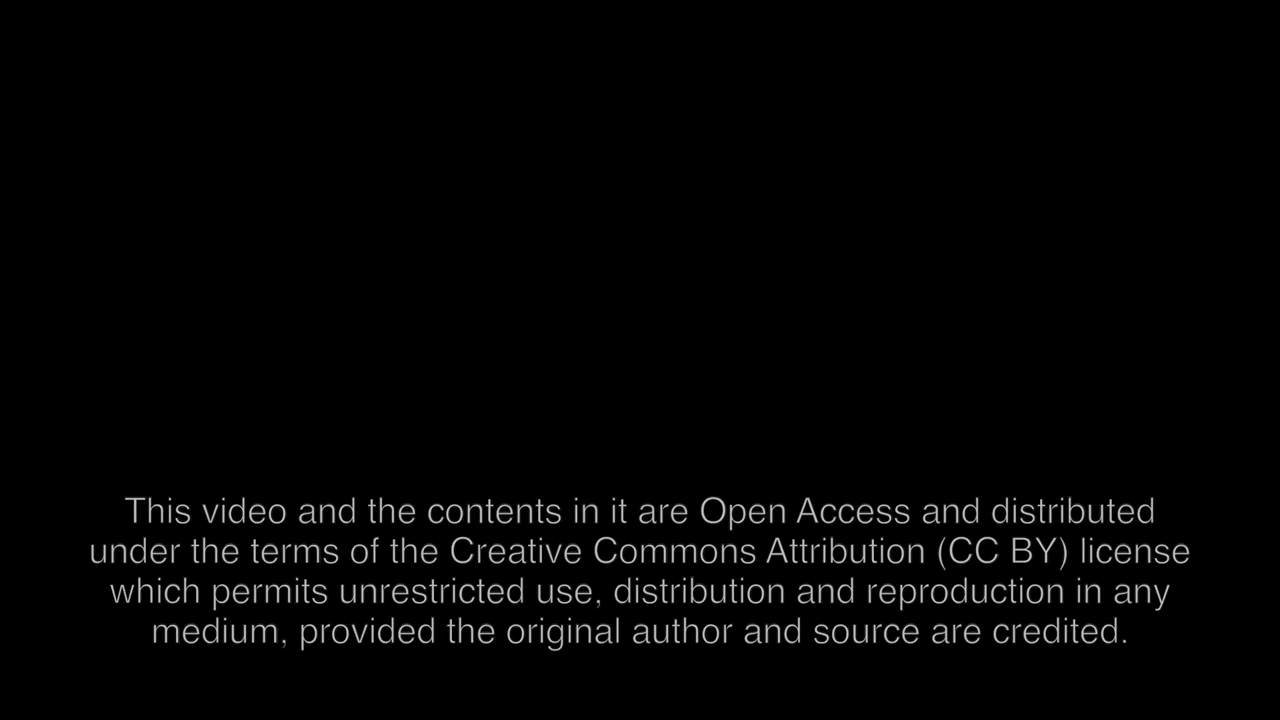 This video and the contents in it are Open Access and distributed
under the terms of the Creative Commons Attribution (CC BY) license
which permits unrestricted use, distribution and reproduction in any
medium, provided the original author and source are credited.